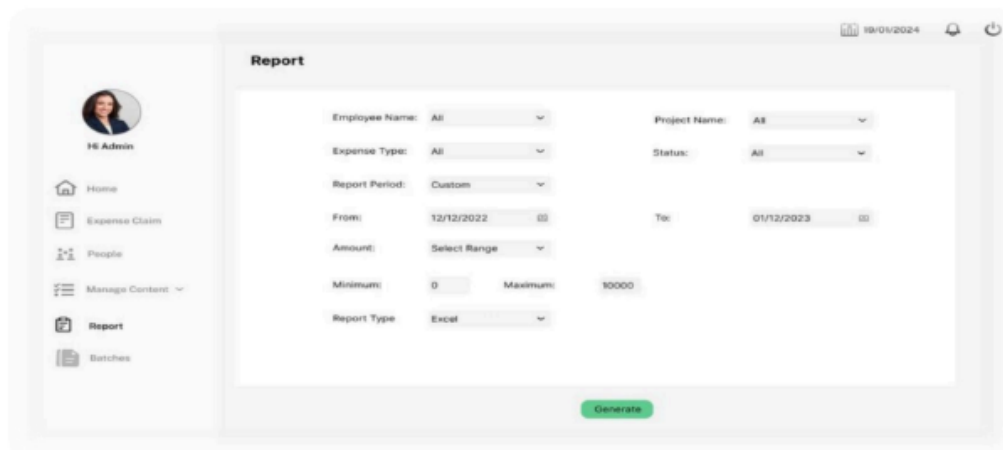 19/01/2024
Report
Hi Admin
Home
Expense Claim
People
Manage Content
Report
Batches
Employee Name: All
Project Name: All
Expense Type: All
Status: All
Report Period: Custom
From: 12/12/2022
To: 01/12/2023
Amount: Select Range
Minimum: 0 Maximum: 10000
Report Type Excel
Generate